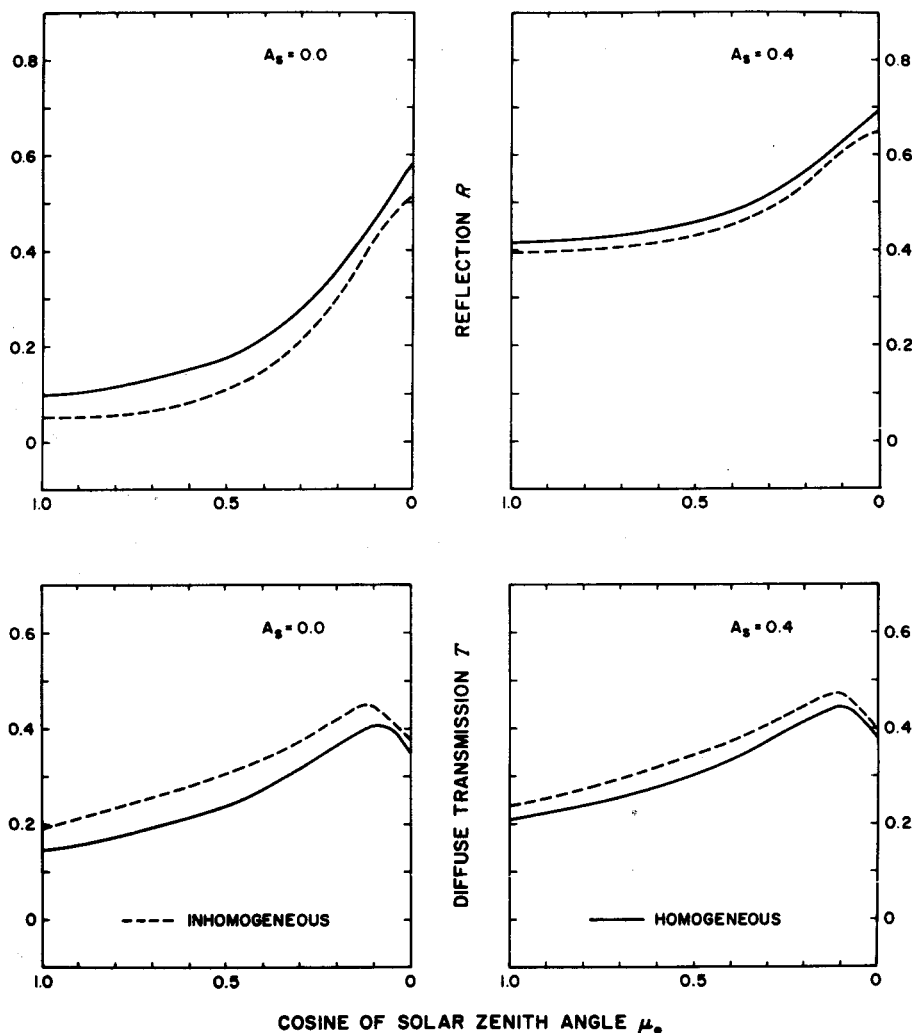 0.8
0.6
0.4
0.2
0
A_s = 0.0
1.0 0.5 0
REFLECTION R
A_s = 0.4
0.8
0.6
0.4
0.2
0
1.0 0.5 0
0.6
0.4
0.2
0
A_s = 0.0
INHOMOGENEOUS
1.0 0.5 0
DIFFUSE TRANSMISSION T
A_s = 0.4
HOMOGENEOUS
0.6
0.4
0.2
0
1.0 0.5 0
COSINE OF SOLAR ZENITH ANGLE μ_o